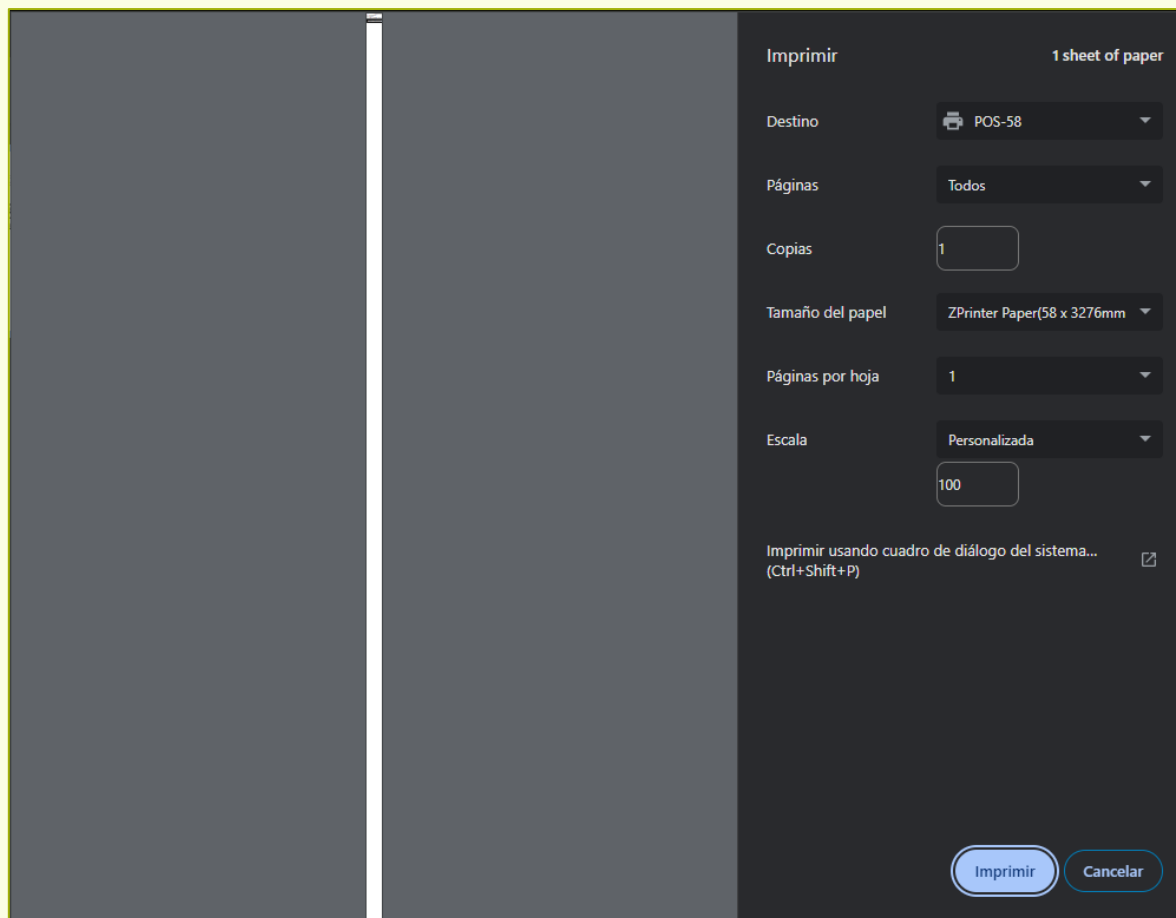 Imprimir 1 sheet of paper
Destino POS-58
Páginas Todos
Copias 1
Tamaño del papel ZPrinter Paper(58 x 3276mm
Páginas por hoja 1
Escala Personalizada
100
Imprimir usando cuadro de diálogo del sistema...
(Ctrl+Shift+P)
Imprimir Cancelar